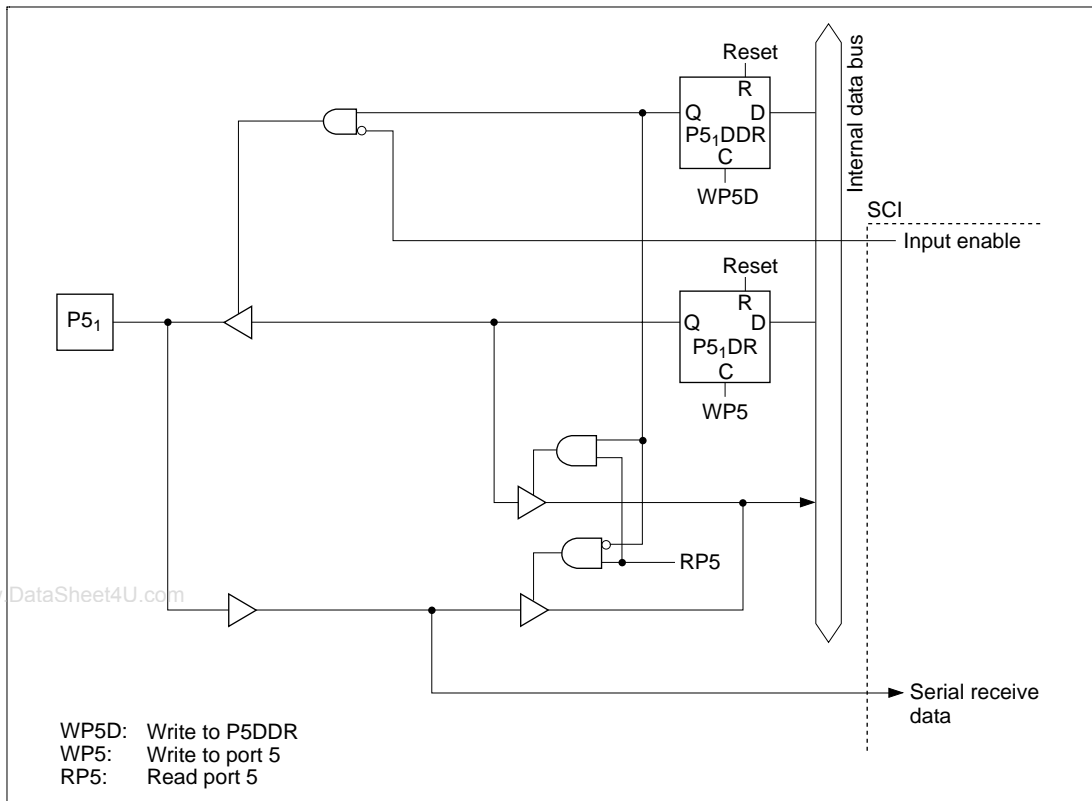 Reset
R
Q D
P5₁DDR
C
WP5D
Internal data bus
SCI
Input enable
Reset
R
P5₁
Q D
P5₁DR
C
WP5
RP5
.DataSheet4U.com
Serial receive
data
WP5D: Write to P5DDR
WP5: Write to port 5
RP5: Read port 5